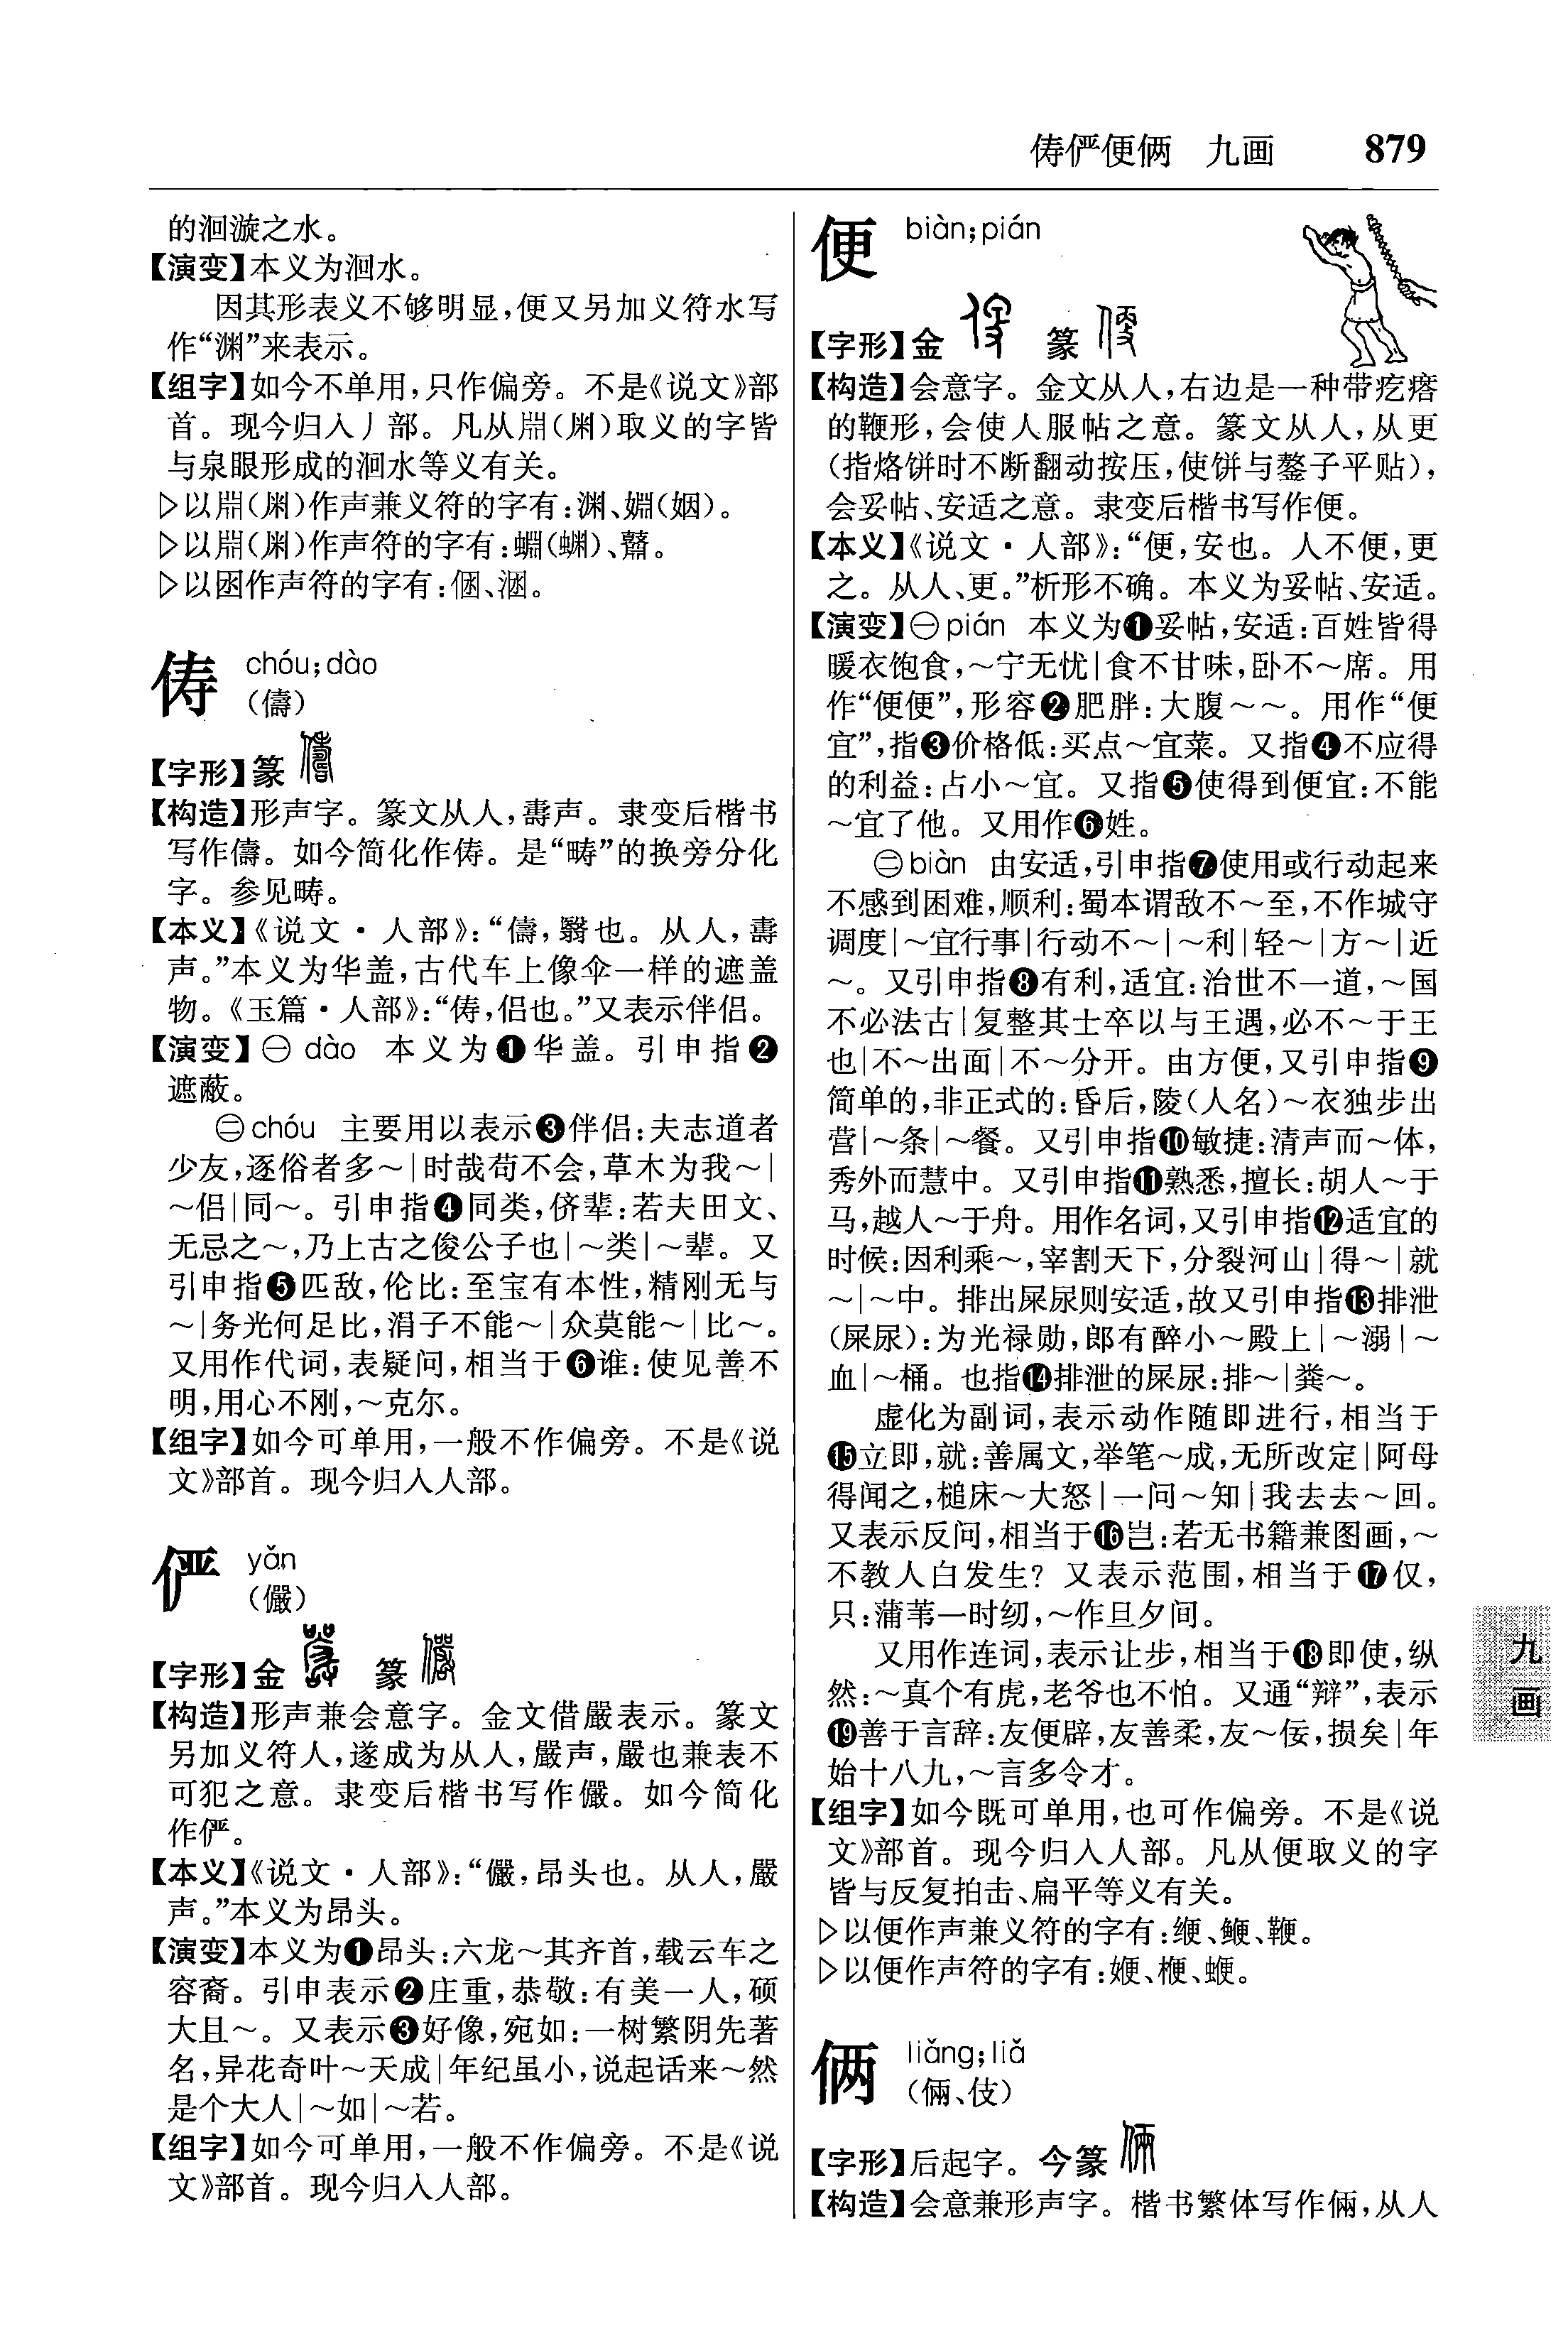 俦俨便俩 九画 879
的洄漩之水。
【演变】本义为洄水。
因其形表义不够明显,便又另加义符水写
作“渊”来表示。
【组字】如今不单用,只作偏旁。不是《说文》部
首。现今归入丿部。凡从𣶒(渊)取义的字皆
与泉眼形成的洄水等义有关。
▷以𣶒(渊)作声兼义符的字有:渊、婣(姻)。
▷以𣶒(渊)作声符的字有:蜵(蜵)、鼘。
▷以囦作声符的字有:
俦 chóu;dào
(儔)
【字形】篆
【构造】形声字。篆文从人,壽声。隶变后楷书
写作儔。如今简化作俦。是“畴”的换旁分化
字。参见畴。
【本义】《说文·人部》:“儔,翳也。从人,壽
声。”本义为华盖,古代车上像伞一样的遮盖
物。《玉篇·人部》:“俦,侣也。”又表示伴侣。
【演变】㊀dào 本义为❶华盖。引申指❷
遮蔽。
㊁chóu 主要用以表示❸伴侣:夫志道者
少友,逐俗者多～|时哉苟不会,草木为我～|
～侣|同～。引申指❹同类,侪辈:若夫田文、
无忌之～,乃上古之俊公子也|～类|～辈。又
引申指❺匹敌,伦比:至宝有本性,精刚无与
～|务光何足比,涓子不能～|众莫能～|比～。
又用作代词,表疑问,相当于❻谁:使见善不
明,用心不刚,～克尔。
【组字】如今可单用,一般不作偏旁。不是《说
文》部首。现今归入人部。
俨 yǎn
(儼)
【字形】金 篆
【构造】形声兼会意字。金文借嚴表示。篆文
另加义符人,遂成为从人,嚴声,嚴也兼表不
可犯之意。隶变后楷书写作儼。如今简化
作俨。
【本义】《说文·人部》:“儼,昂头也。从人,嚴
声。”本义为昂头。
【演变】本义为❶昂头:六龙～其齐首,载云车之
容裔。引申表示❷庄重,恭敬:有美一人,硕
大且～。又表示❸好像,宛如:一树繁阴先著
名,异花奇叶～天成|年纪虽小,说起话来～然
是个大人|～如|～若。
【组字】如今可单用,一般不作偏旁。不是《说
文》部首。现今归入人部。
便 biàn;pián
【字形】金 篆
【构造】会意字。金文从人,右边是一种带疙瘩
的鞭形,会使人服帖之意。篆文从人,从更
(指烙饼时不断翻动按压,使饼与鏊子平贴),
会妥帖、安适之意。隶变后楷书写作便。
【本义】《说文·人部》:“便,安也。人不便,更
之。从人、更。”析形不确。本义为妥帖、安适。
【演变】㊀pián 本义为❶妥帖,安适:百姓皆得
暖衣饱食,～宁无忧|食不甘味,卧不～席。用
作“便便”,形容❷肥胖:大腹～～。用作“便
宜”,指❸价格低:买点～宜菜。又指❹不应得
的利益:占小～宜。又指❺使得到便宜:不能
～宜了他。又用作❻姓。
㊁biàn 由安适,引申指❼使用或行动起来
不感到困难,顺利:蜀本谓敌不～至,不作城守
调度|～宜行事|行动不～|～利|轻～|方～|近
～。又引申指❽有利,适宜:治世不一道,～国
不必法古|复整其士卒以与王遇,必不～于王
也|不～出面|不～分开。由方便,又引申指❾
简单的,非正式的:昏后,陵(人名)～衣独步出
营|～条|～餐。又引申指❿敏捷:清声而～体,
秀外而慧中。又引申指⓫熟悉,擅长:胡人～于
马,越人～于舟。用作名词,又引申指⓬适宜的
时候:因利乘～,宰割天下,分裂河山|得～|就
～|～中。排出屎尿则安适,故又引申指⓭排泄
(屎尿):为光禄勋,郎有醉小～殿上|～溺|～
血|～桶。也指⓮排泄的屎尿:排～|粪～。
虚化为副词,表示动作随即进行,相当于
⓯立即,就:善属文,举笔～成,无所改定|阿母
得闻之,槌床～大怒|一问～知|我去去～回。
又表示反问,相当于⓰岂:若无书籍兼图画,～
不教人白发生?又表示范围,相当于⓱仅,
只:蒲苇一时纫,～作旦夕间。
又用作连词,表示让步,相当于⓲即使,纵
然:～真个有虎,老爷也不怕。又通“辩”,表示
⓳善于言辞:友便辟,友善柔,友～佞,损矣|年
始十八九,～言多令才。
【组字】如今既可单用,也可作偏旁。不是《说
文》部首。现今归入人部。凡从便取义的字
皆与反复拍击、扁平等义有关。
▷以便作声兼义符的字有:缏、鯾、鞭。
▷以便作声符的字有:㛹、楩、蝙。
俩 liǎng;liǎ
(倆、伎)
【字形】后起字。今篆
【构造】会意兼形声字。楷书繁体写作倆,从人
九
画